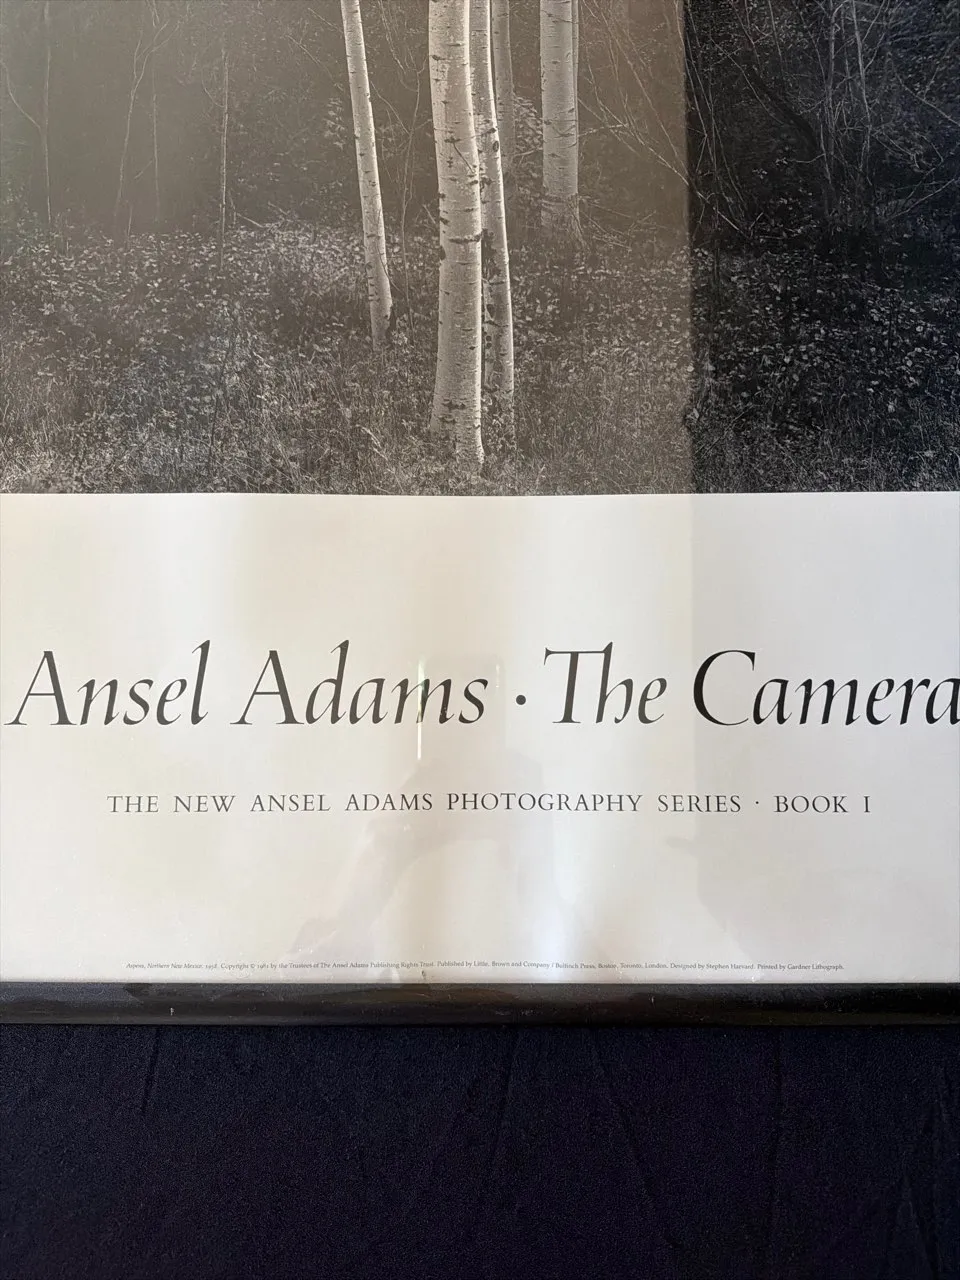 Ansel Adams · The Camera
THE NEW ANSEL ADAMS PHOTOGRAPHY SERIES · BOOK I
Aspens, Northern New Mexico, 1958. Copyright © 1981 by the Trustees of The Ansel Adams Publishing Rights Trust. Published by Little, Brown and Company / Bulfinch Press, Boston, Toronto, London. Designed by Stephen Harvard. Printed by Gardner Lithograph.